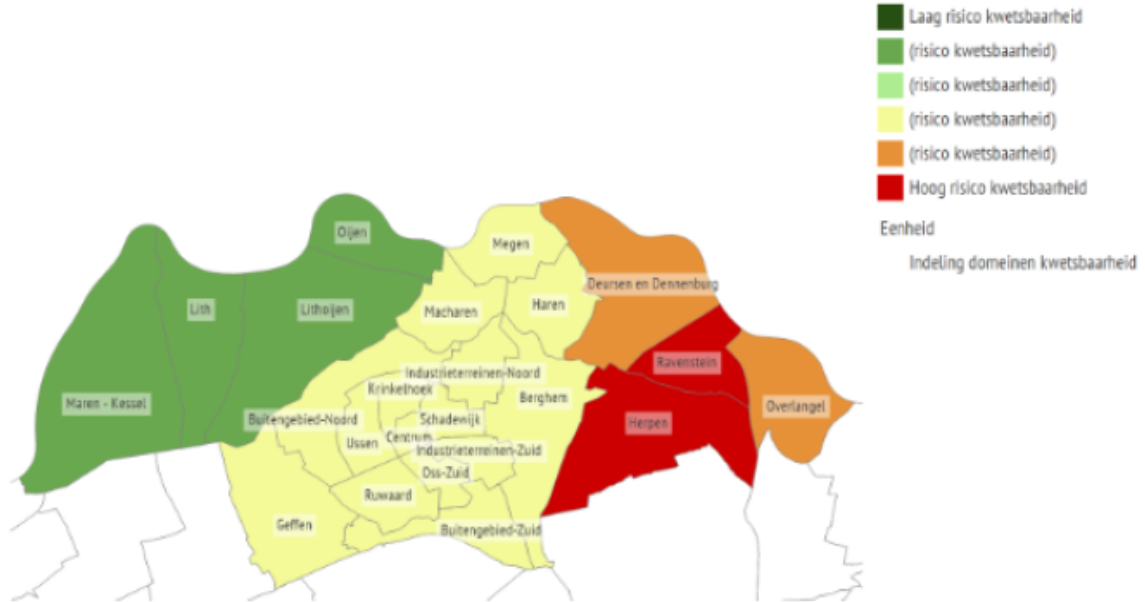 Laag risico kwetsbaarheid
(risico kwetsbaarheid)
(risico kwetsbaarheid)
(risico kwetsbaarheid)
(risico kwetsbaarheid)
Hoog risico kwetsbaarheid
Eenheid
Indeling domeinen kwetsbaarheid
Oijen
Megen
Deursen en Dennenburg
Lith
Lithoijen
Macharen
Haren
Ravenstein
Industrieterreinen-Noord
Krinkelhoek
Berghem
Maren - Kessel
Overlangel
Buitengebied-Noord
Schadewijk
Herpen
Ussen
Centrum
Industrieterreinen-Zuid
Oss-Zuid
Ruwaard
Geffen
Buitengebied-Zuid